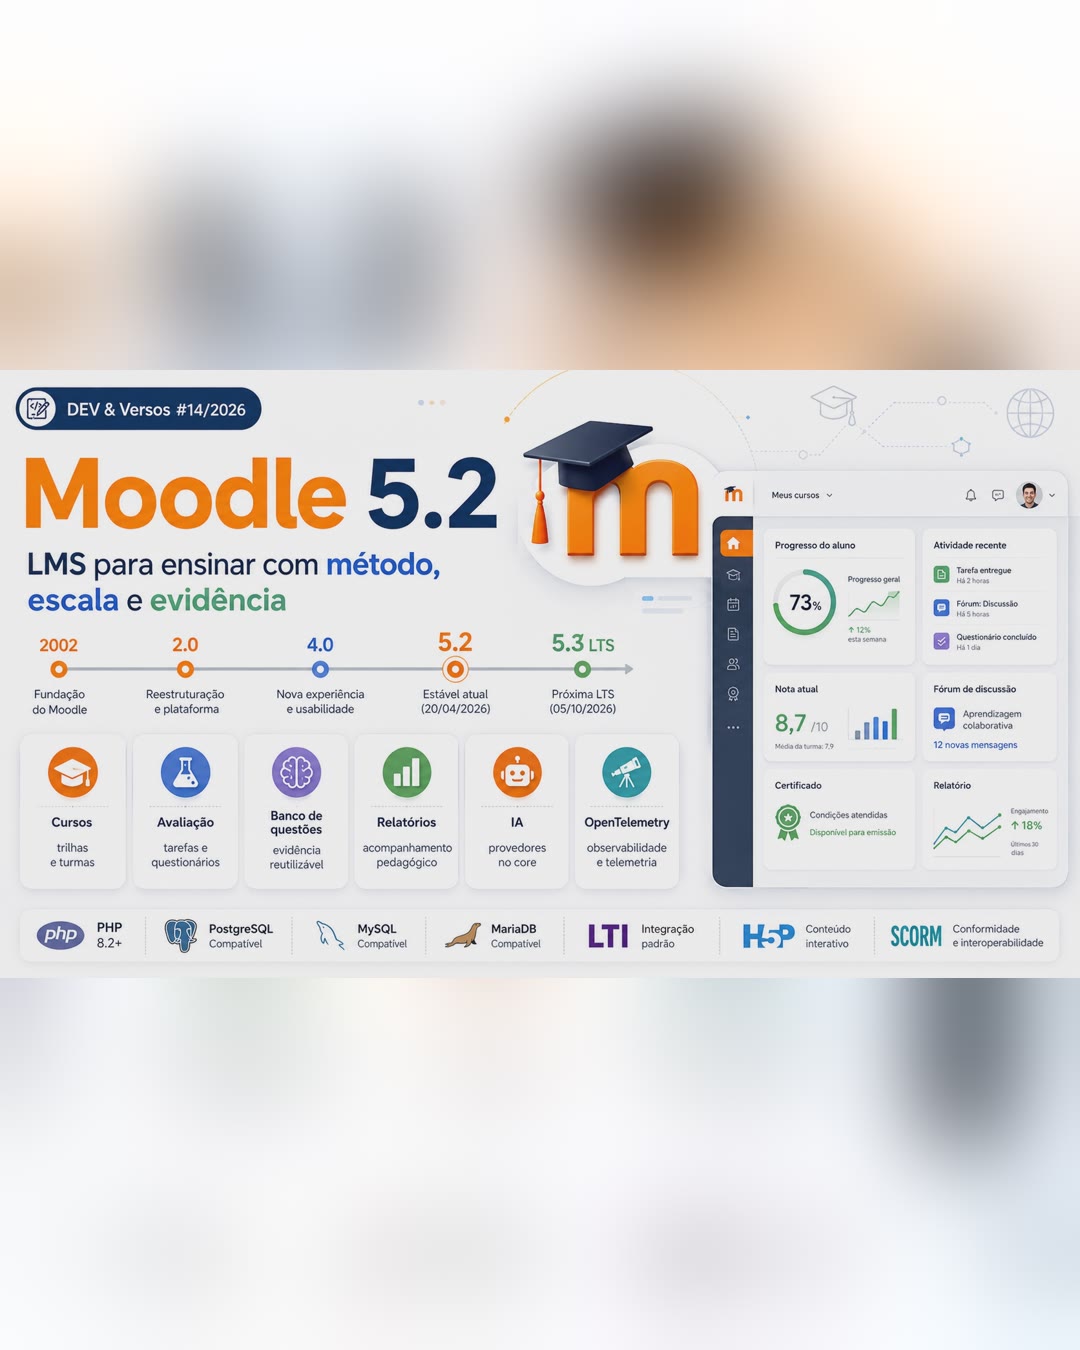 DEV & Versos #14/2026
Moodle 5.2
LMS para ensinar com método,
escala e evidência
2002
Fundação
do Moodle
2.0
Reestruturação
e plataforma
4.0
Nova experiência
e usabilidade
5.2
Estável atual
(20/04/2026)
5.3 LTS
Próxima LTS
(05/10/2026)
Cursos
trilhas
e turmas
Avaliação
tarefas e
questionários
Banco de
questões
evidência
reutilizável
Relatórios
acompanhamento
pedagógico
IA
provedores
no core
OpenTelemetry
observabilidade
e telemetria
m
m
Meus cursos
Progresso do aluno
73%
Progresso geral
↑ 12%
esta semana
Atividade recente
Tarefa entregue
Há 2 horas
Fórum: Discussão
Há 5 horas
Questionário concluído
Há 1 dia
Nota atual
8,7 /10
Média da turma: 7,9
Fórum de discussão
Aprendizagem
colaborativa
12 novas mensagens
Certificado
Condições atendidas
Disponível para emissão
Relatório
Engajamento
↑ 18%
Últimos 30
dias
php
PHP
8.2+
PostgreSQL
Compatível
MySQL
Compatível
MariaDB
Compatível
LTI
Integração
padrão
H5P
Conteúdo
interativo
SCORM
Conformidade
e interoperabilidade